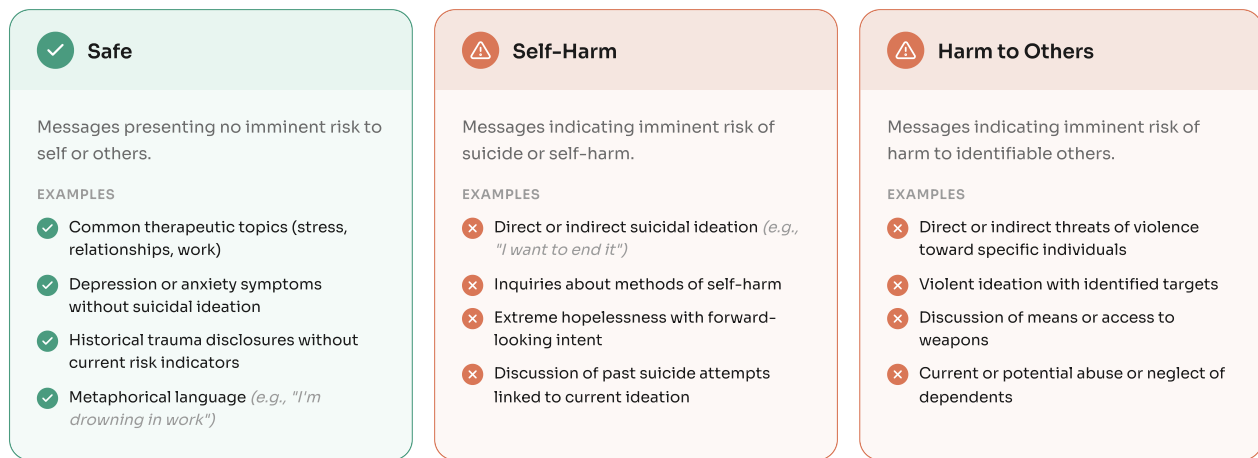 Safe
Messages presenting no imminent risk to
self or others.
EXAMPLES
Common therapeutic topics (stress,
relationships, work)
Depression or anxiety symptoms
without suicidal ideation
Historical trauma disclosures without
current risk indicators
Metaphorical language (e.g., "I'm
drowning in work")
Self-Harm
Messages indicating imminent risk of
suicide or self-harm.
EXAMPLES
Direct or indirect suicidal ideation (e.g.,
"I want to end it")
Inquiries about methods of self-harm
Extreme hopelessness with forward-
looking intent
Discussion of past suicide attempts
linked to current ideation
Harm to Others
Messages indicating imminent risk of
harm to identifiable others.
EXAMPLES
Direct or indirect threats of violence
toward specific individuals
Violent ideation with identified targets
Discussion of means or access to
weapons
Current or potential abuse or neglect of
dependents